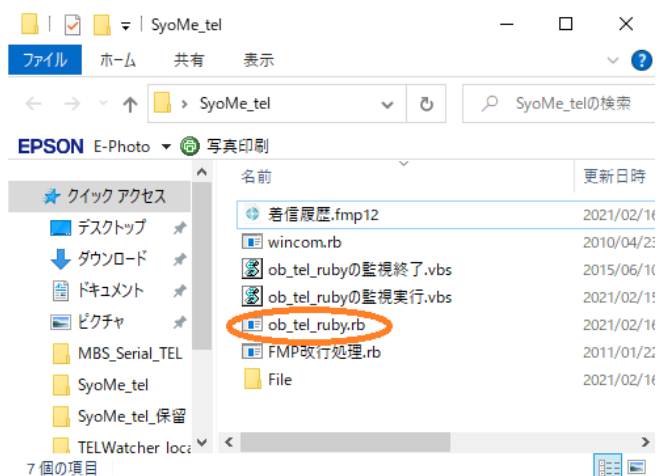 SyoMe_tel
ファイル ホーム 共有 表示
SyoMe_tel SyoMe_telの検索
EPSON E-Photo 写真印刷
名前 更新日時
クイック アクセス
デスクトップ
ダウンロード
ドキュメント
ピクチャ
MBS_Serial_TEL
SyoMe_tel
SyoMe_tel_保留
TELWatcher loca
着信履歴.fmp12 2021/02/16
wincom.rb 2010/04/23
ob_tel_rubyの監視終了.vbs 2015/06/10
ob_tel_rubyの監視実行.vbs 2021/02/15
ob_tel_ruby.rb 2021/02/16
FMP改行処理.rb 2011/01/22
File 2021/02/16
7 個の項目